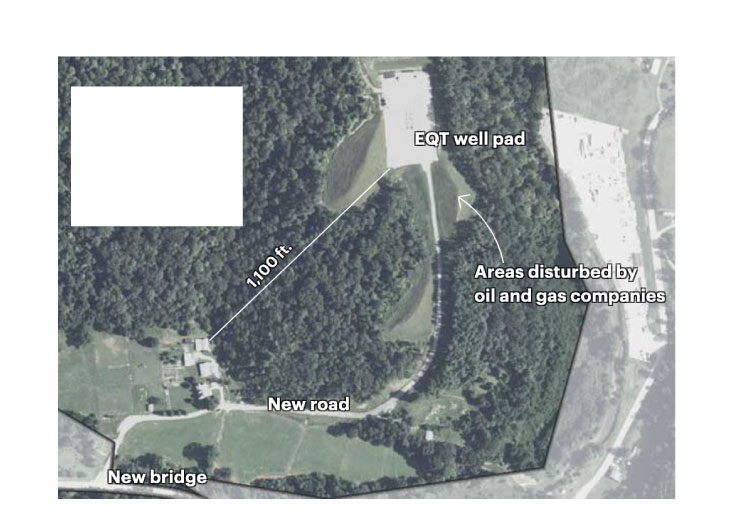 EQT well pad
1,100 ft.
Areas disturbed by
oil and gas companies
New road
New bridge